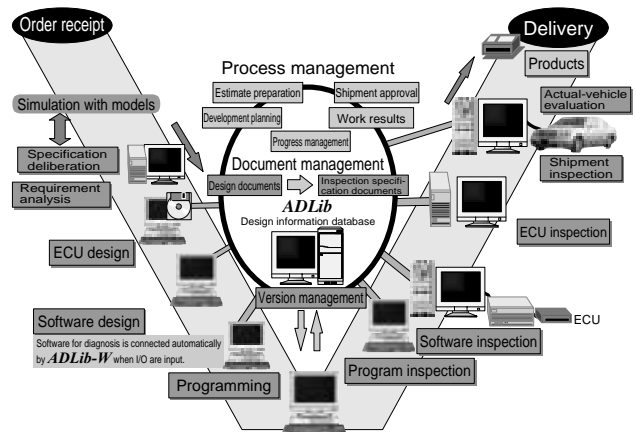 Order receipt
Delivery
Products
Process management
Estimate preparation
Shipment approval
Development planning
Work results
Progress management
Actual-vehicle
evaluation
Simulation with models
Specification
deliberation
Requirement
analysis
Document management
Design documents
Inspection specifi-
cation documents
ADLib
Design information database
Shipment
inspection
ECU design
ECU inspection
Version management
Software design
Software for diagnosis is connected automatically
by ADLib-W when I/O are input.
ECU
Software inspection
Programming
Program inspection